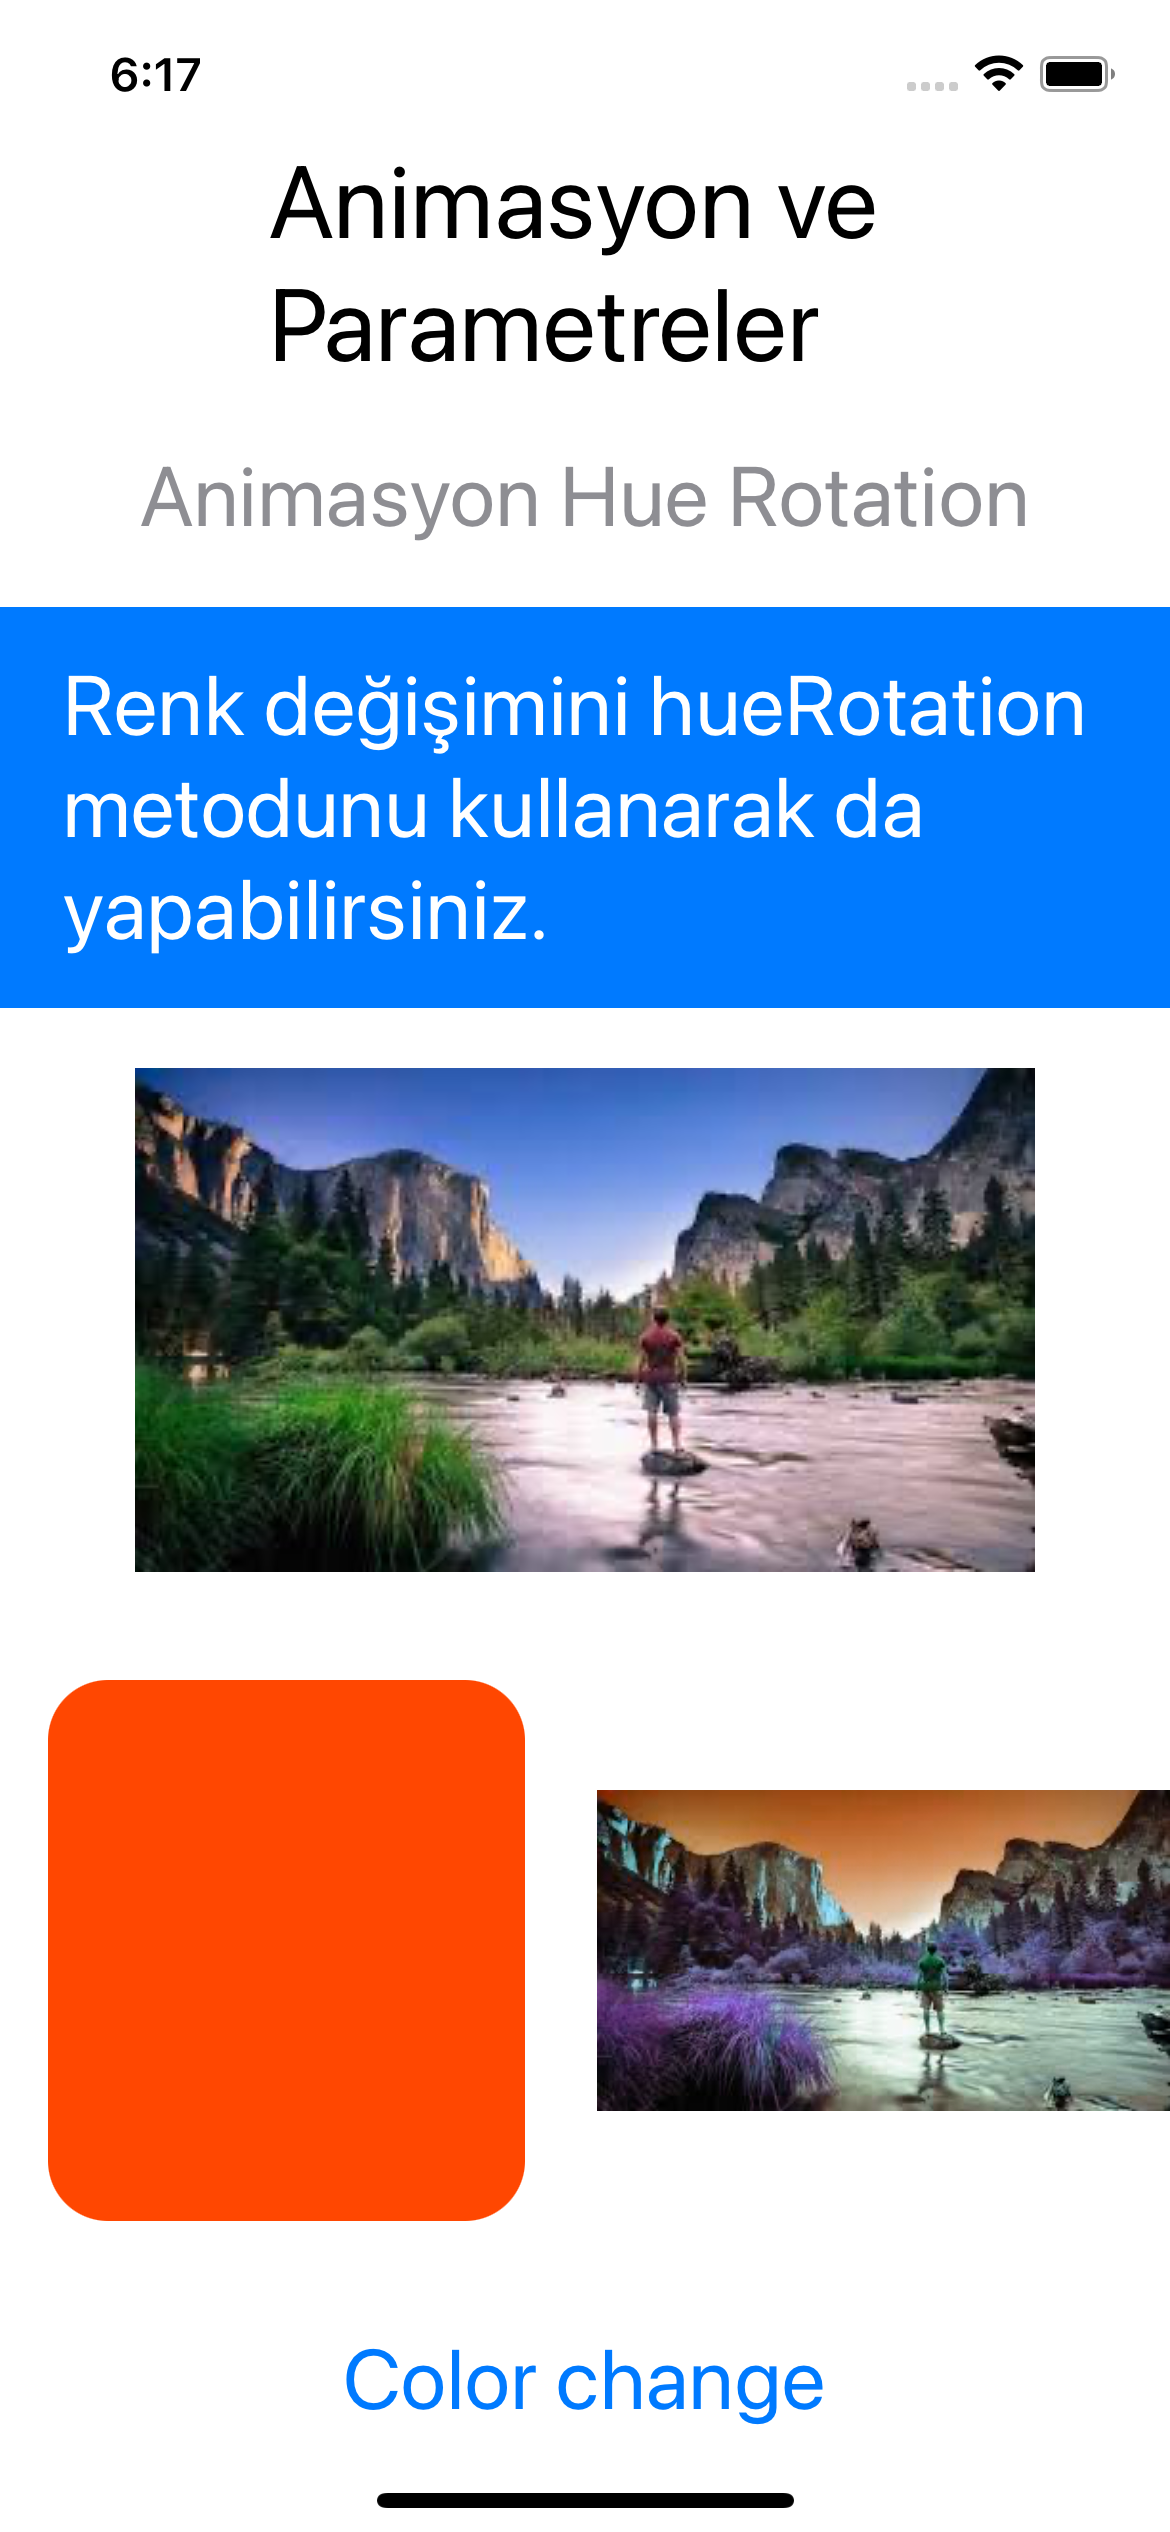 6:17
Animasyon ve
Parametreler
Animasyon Hue Rotation
Renk değişimini hueRotation
metodunu kullanarak da
yapabilirsiniz.
Color change